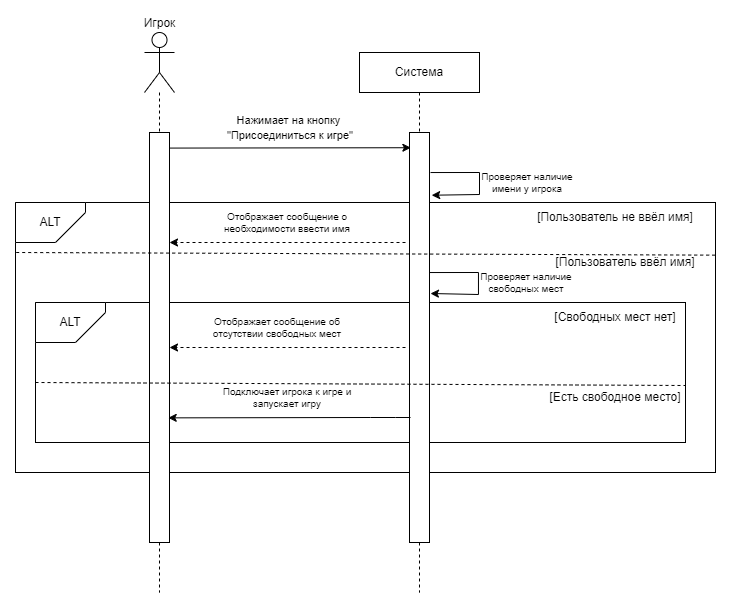 Игрок
Система
Нажимает на кнопку
"Присоединиться к игре"
Проверяет наличие
имени у игрока
ALT
[Пользователь не ввёл имя]
Отображает сообщение о
необходимости ввести имя
[Пользователь ввёл имя]
Проверяет наличие
свободных мест
ALT
[Свободных мест нет]
Отображает сообщение об
отсутствии свободных мест
[Есть свободное место]
Подключает игрока к игре и
запускает игру